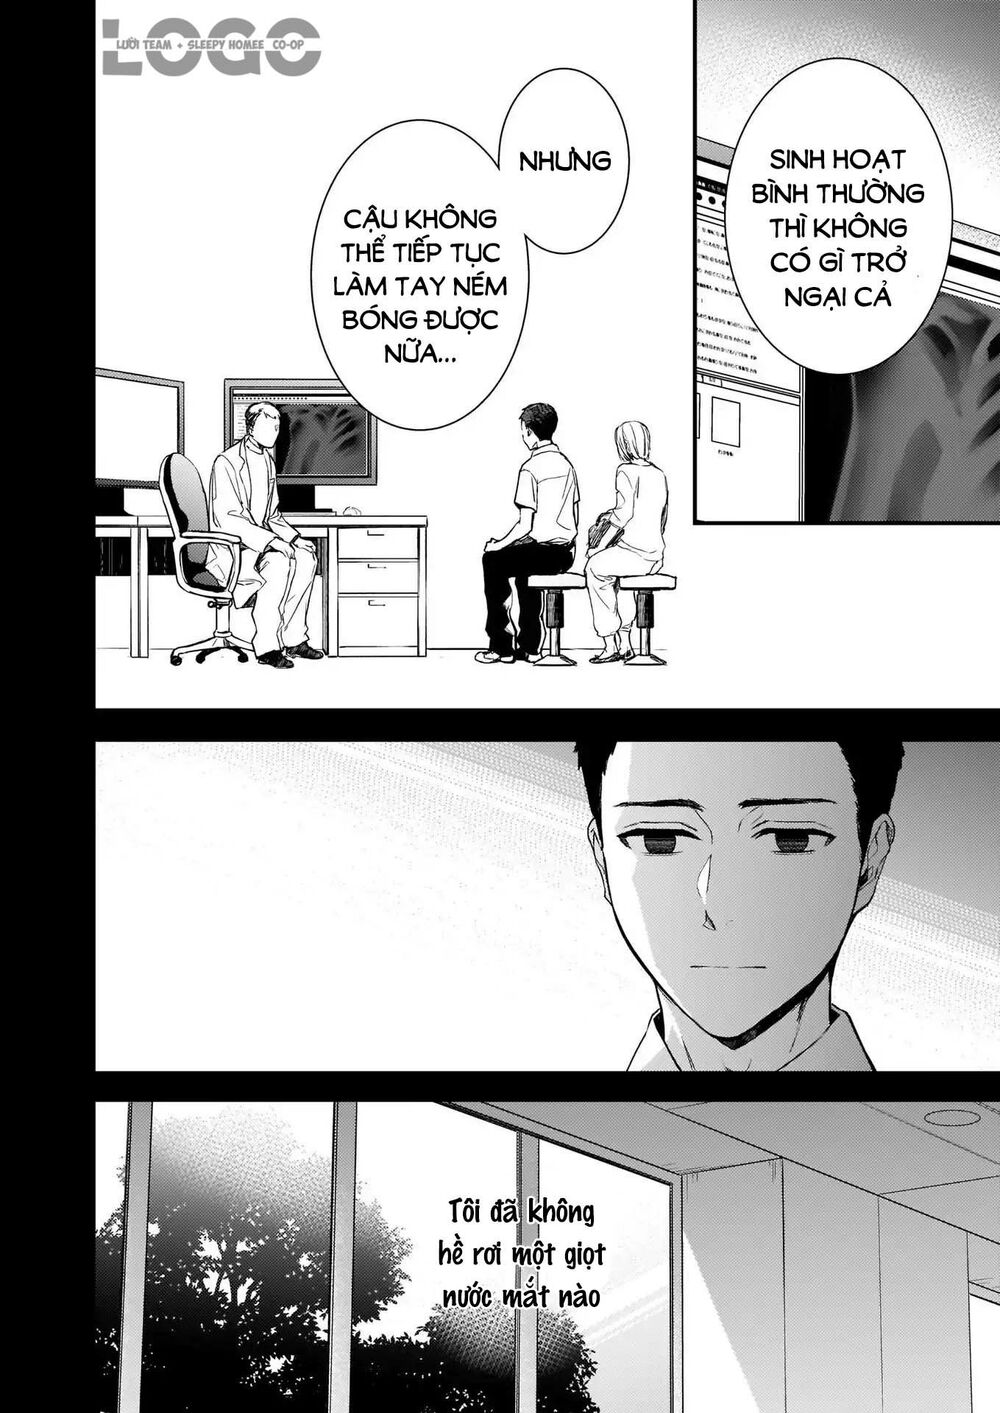 LOGO
LƯỜI TEAM + SLEEPY HOMEE CO-OP
SINH HOẠT
BÌNH THƯỜNG
THÌ KHÔNG
CÓ GÌ TRỞ
NGẠI CẢ
NHƯNG
CẬU KHÔNG
THỂ TIẾP TỤC
LÀM TAY NÉM
BÓNG ĐƯỢC
NỮA...
Tôi đã không
hề rơi một giọt
nước mắt nào